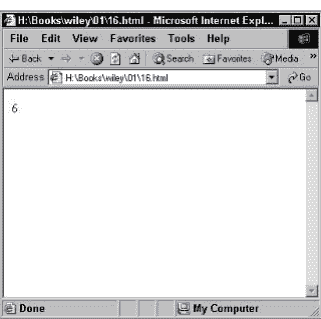 H:\Books\wiley\01\16.html - Microsoft Internet Expl...
File Edit View Favorites Tools Help
Back Search Favorites Media »
Address H:\Books\wiley\01\16.html Go
6
Done My Computer